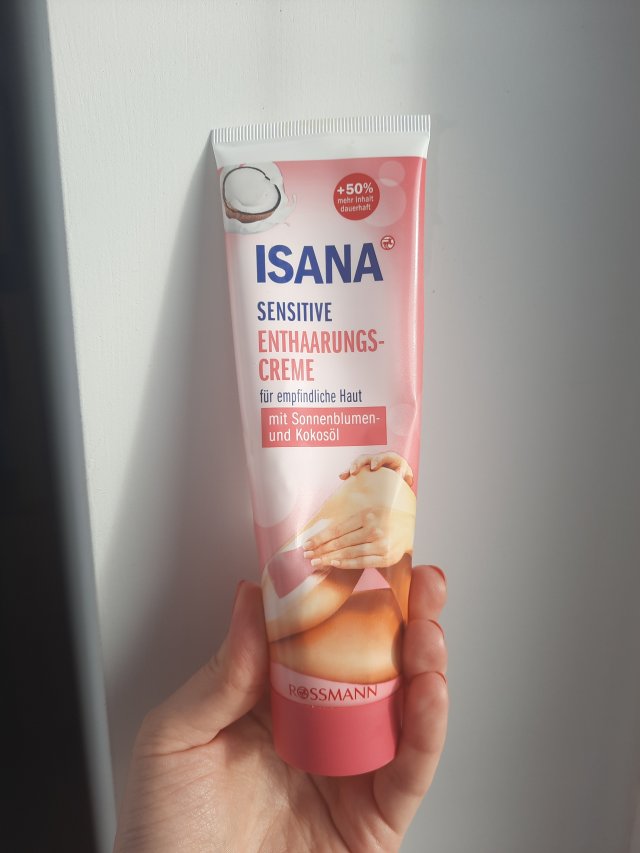 +50%
mehr Inhalt
dauerhaft
ISANA
SENSITIVE
ENTHAARUNGS-
CREME
für empfindliche Haut
mit Sonnenblumen-
und Kokosöl
ROSSMANN